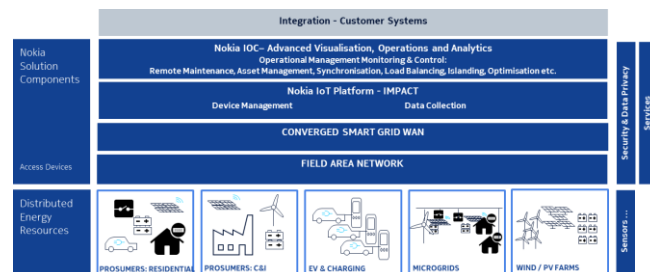 Integration - Customer Systems
Nokia
Solution
Components
Access Devices
Nokia IOC– Advanced Visualisation, Operations and Analytics
Operational Management Monitoring & Control:
Remote Maintenance, Asset Management, Synchronisation, Load Balancing, Islanding, Optimisation etc.
Nokia IoT Platform - IMPACT
Device Management
Data Collection
CONVERGED SMART GRID WAN
FIELD AREA NETWORK
Security & Data Privacy
Services
Distributed
Energy
Resources
PROSUMERS: RESIDENTIAL
PROSUMERS: C&I
EV & CHARGING
MICROGRIDS
WIND / PV FARMS
Sensors ...